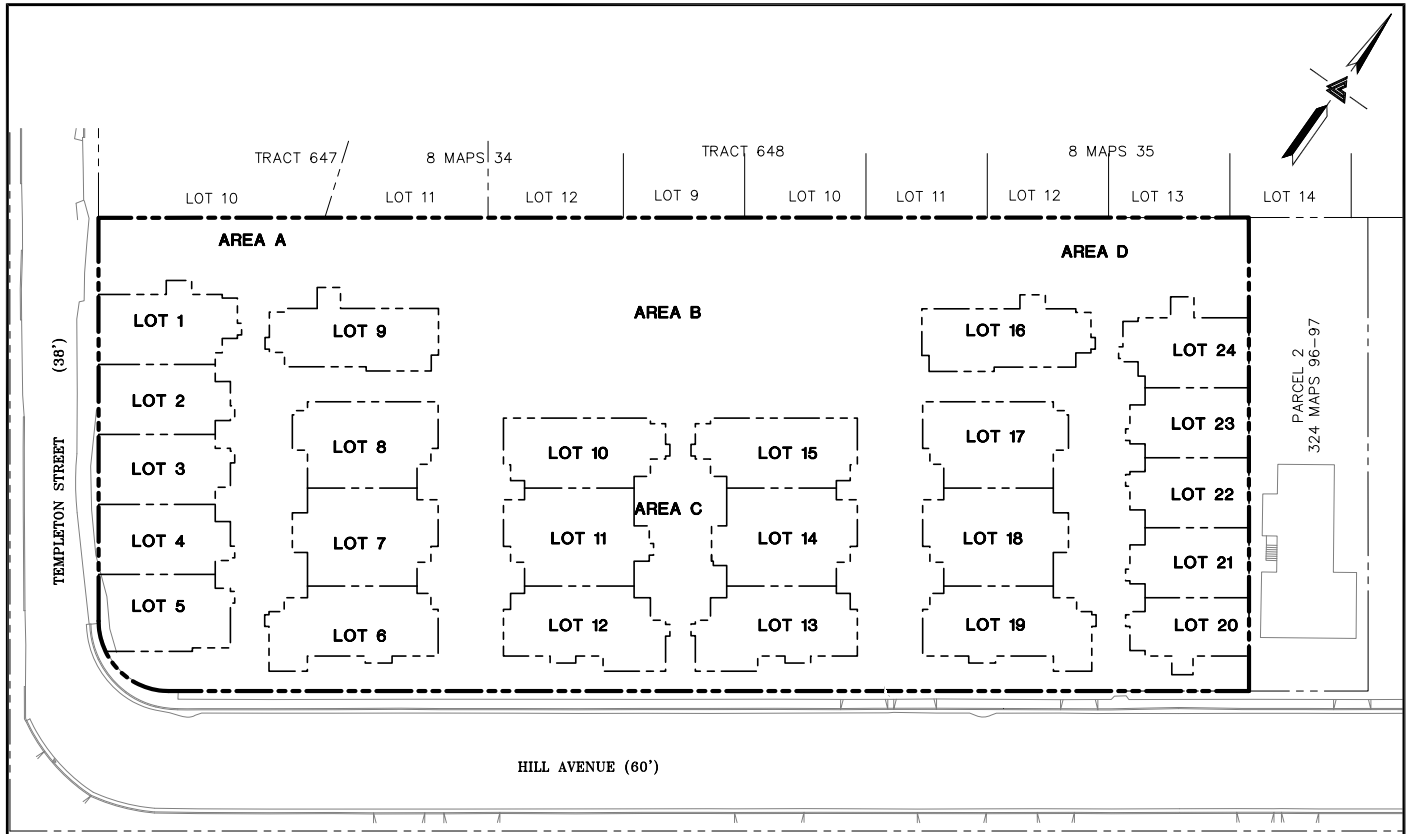 TRACT 647
8 MAPS 34
TRACT 648
8 MAPS 35
LOT 10
LOT 11
LOT 12
LOT 9
LOT 10
LOT 11
LOT 12
LOT 13
LOT 14
AREA A
AREA D
AREA B
LOT 1
LOT 9
LOT 16
LOT 24
LOT 2
LOT 8
LOT 10
LOT 15
LOT 17
LOT 23
LOT 3
AREA C
LOT 22
LOT 4
LOT 7
LOT 11
LOT 14
LOT 18
LOT 21
LOT 5
LOT 6
LOT 12
LOT 13
LOT 19
LOT 20
TEMPLETON STREET (38')
PARCEL 2
324 MAPS 96-97
HILL AVENUE (60')